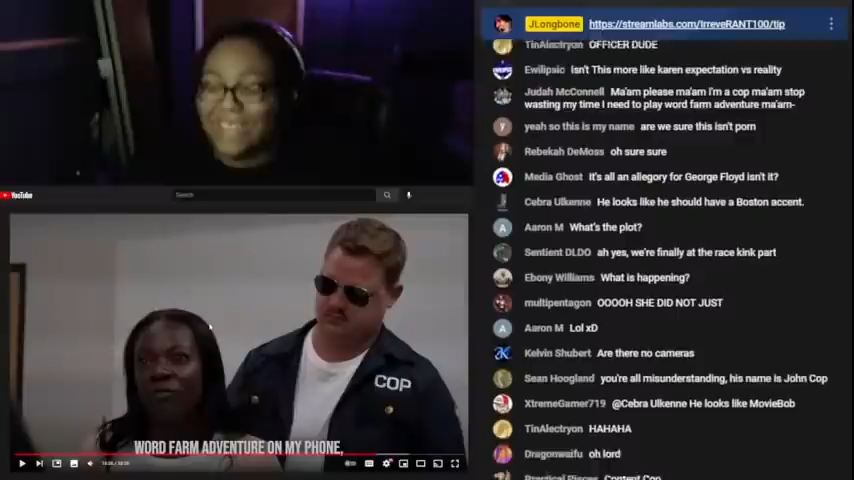 JLongbone https://streamlabs.com/IrreveRANT100/tip
TinAlectryon OFFICER DUDE
Ewilipsic Isn't This more like karen expectation vs reality
Judah McConnell Ma'am please ma'am i'm a cop ma'am stop
wasting my time I need to play word farm adventure ma'am-
yeah so this is my name are we sure this isn't porn
Rebekah DeMoss oh sure sure
Media Ghost It's all an allegory for George Floyd isn't it?
Cebra Ulkenne He looks like he should have a Boston accent.
Aaron M What's the plot?
Sentient DLDO ah yes, we're finally at the race kink part
Ebony Williams What is happening?
multipentagon OOOOH SHE DID NOT JUST
Aaron M Lol xD
Kelvin Shubert Are there no cameras
Sean Hoogland you're all misunderstanding, his name is John Cop
XtremeGamer719 @Cebra Ulkenne He looks like MovieBob
TinAlectryon HAHAHA
Dragonwaifu oh lord
Practical Pisces Content Cop
YouTube
Search
COP
WORD FARM ADVENTURE ON MY PHONE,